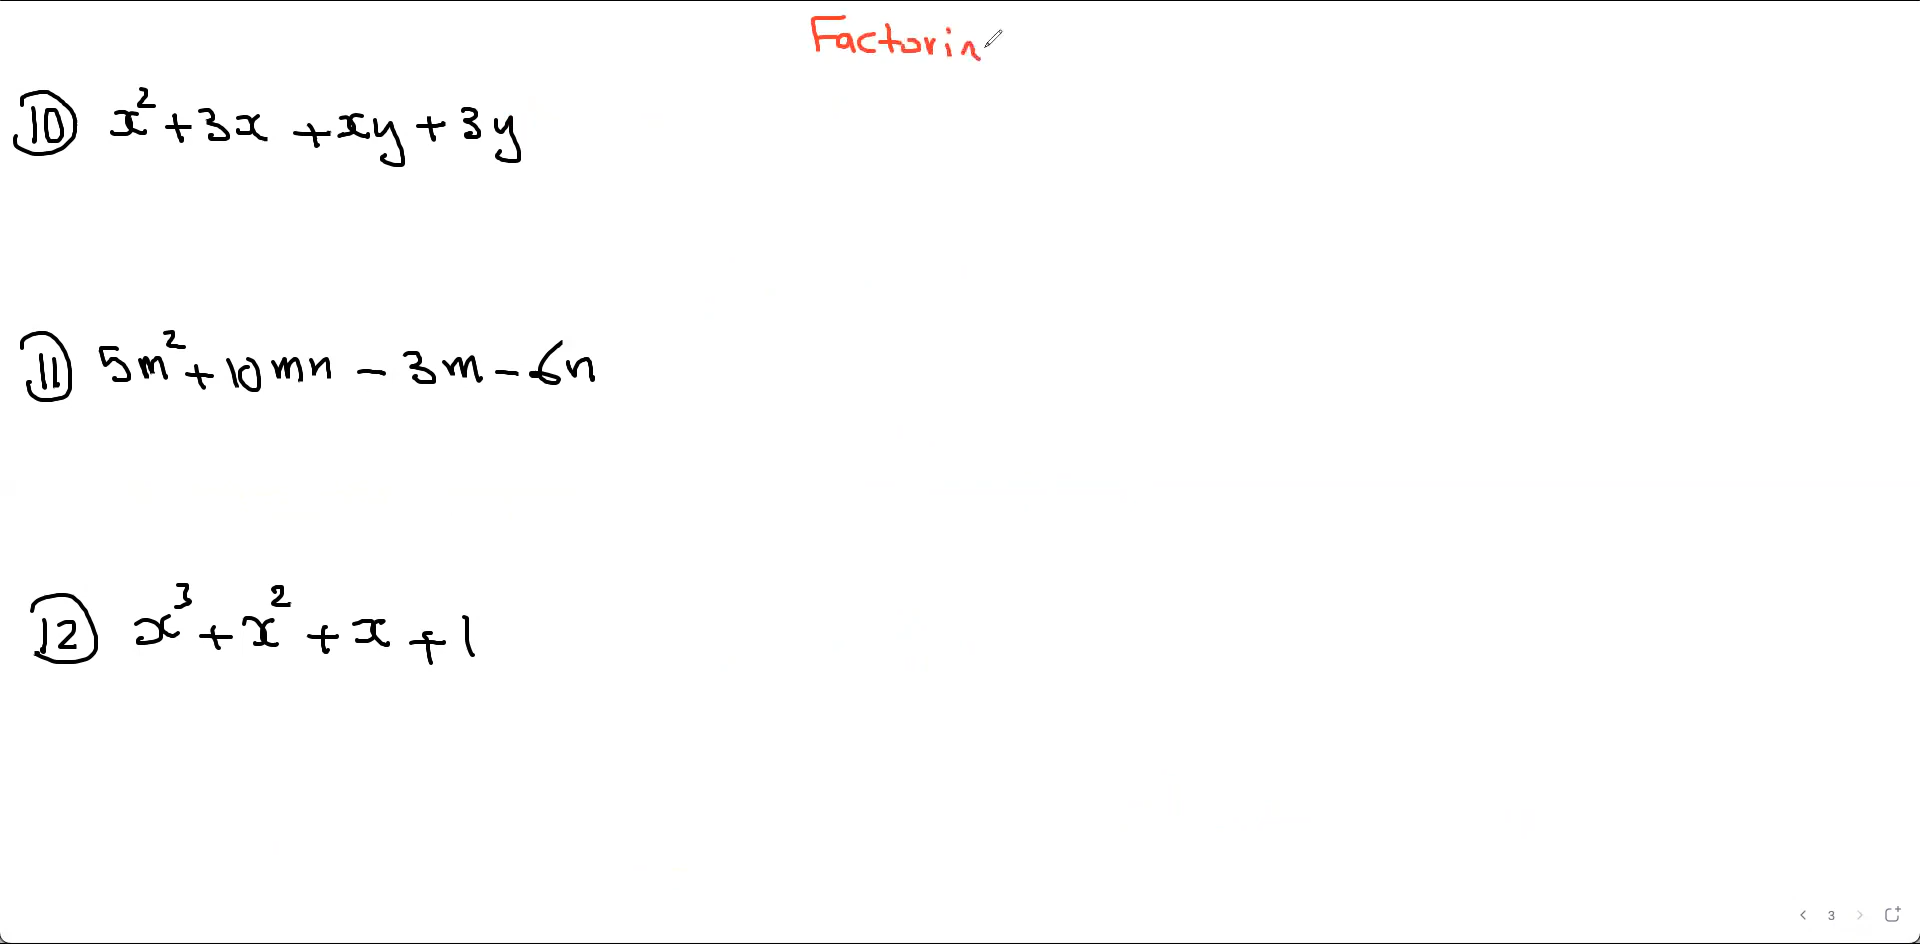 Factorin
⑩ x² + 3x + xy + 3y
⑪ 5m² + 10mn - 3m - 6n
⑫ x³ + x² + x + 1
< 3 >